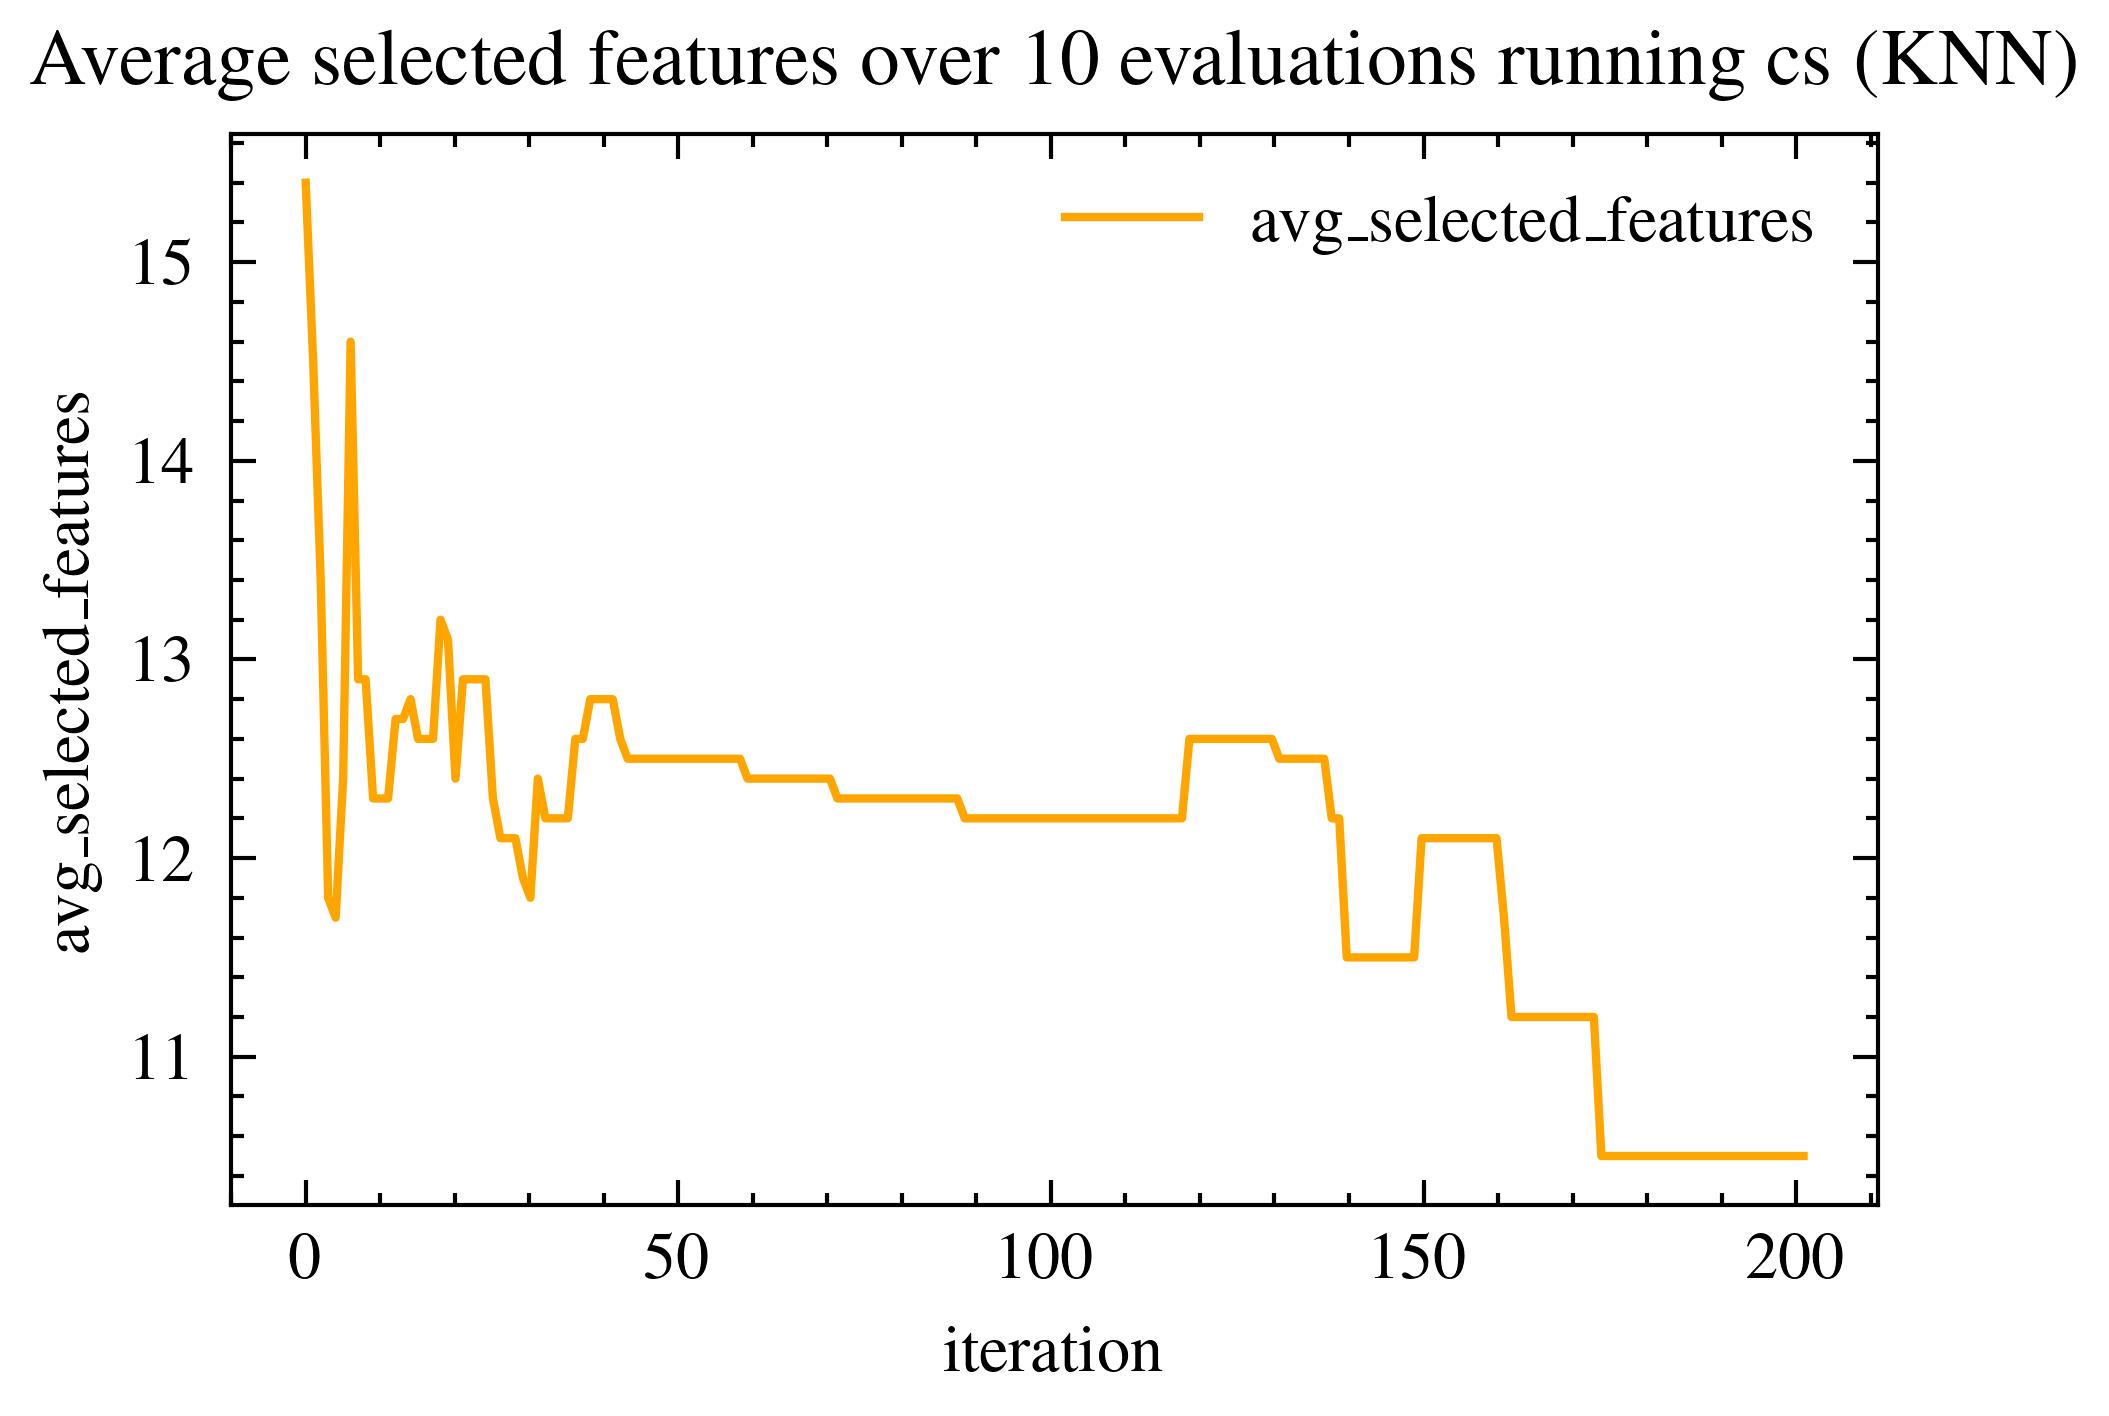 Average selected features over 10 evaluations running cs (KNN)
avg_selected_features
avg_selected_features
15
14
13
12
11
0 50 100 150 200
iteration